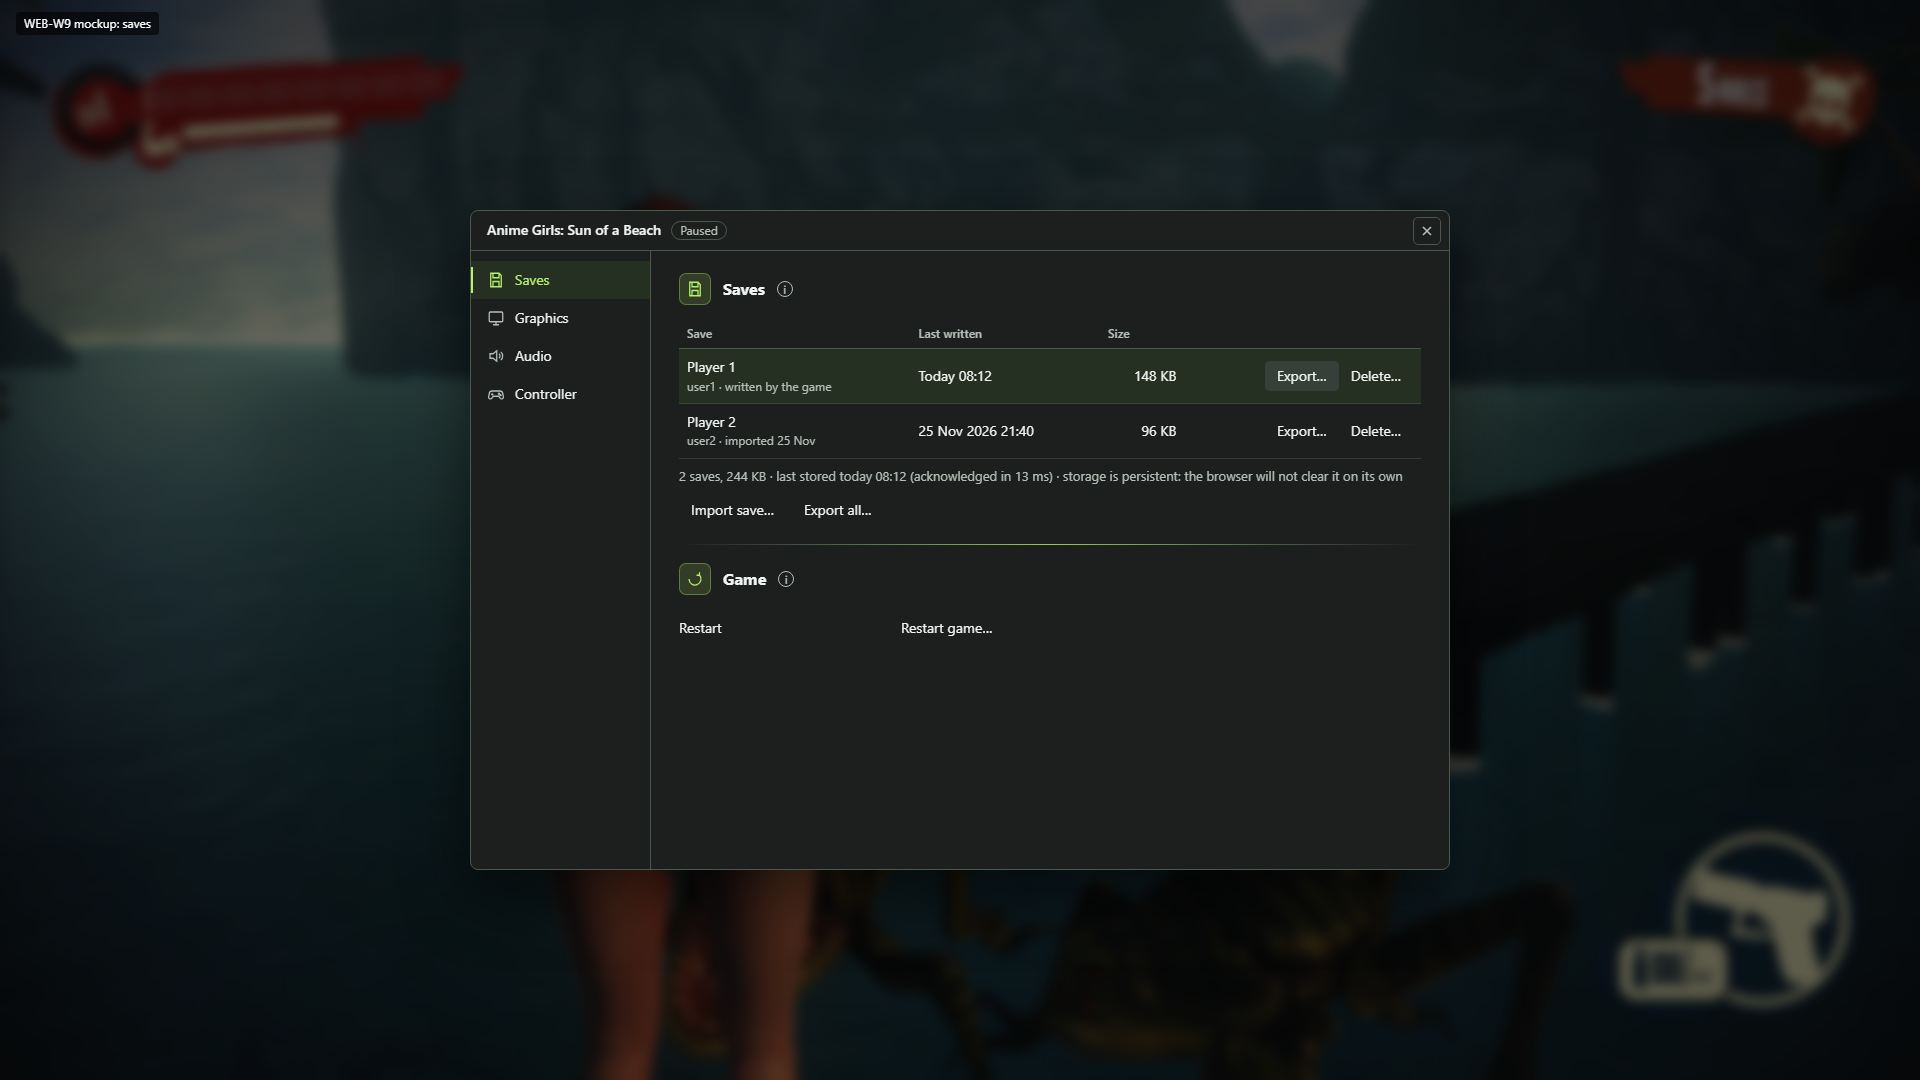 WEB-W9 mockup: saves
Anime Girls: Sun of a Beach
Paused
Saves
Graphics
Audio
Controller
Saves
Save Last written Size
Player 1
user1 · written by the game
Today 08:12
148 KB
Export...
Delete...
Player 2
user2 · imported 25 Nov
25 Nov 2026 21:40
96 KB
Export...
Delete...
2 saves, 244 KB · last stored today 08:12 (acknowledged in 13 ms) · storage is persistent: the browser will not clear it on its own
Import save...
Export all...
Game
Restart
Restart game...